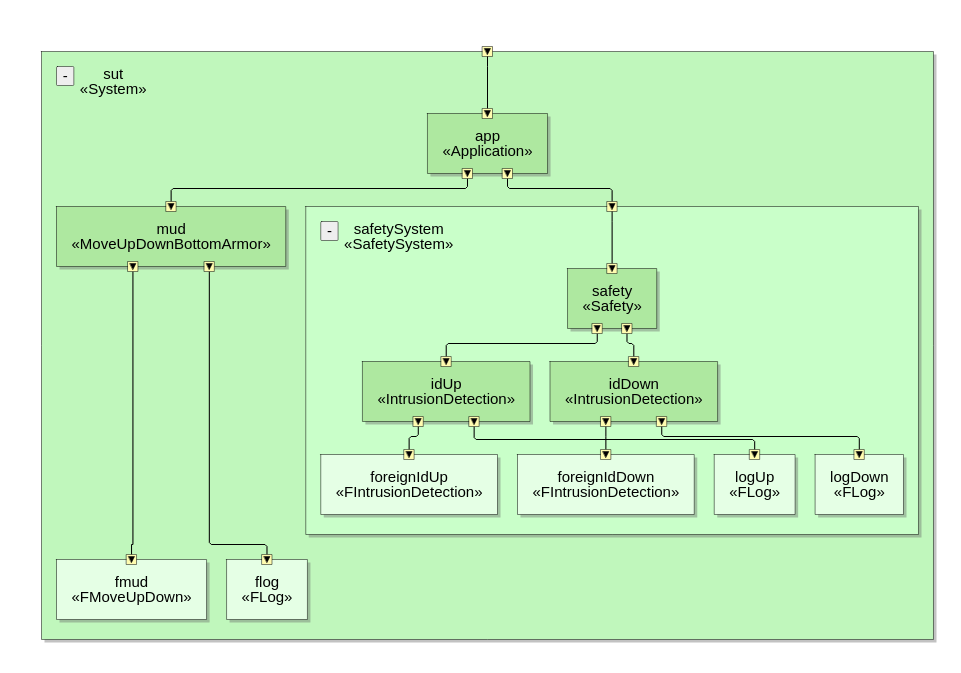 -
sut
«System»
app
«Application»
mud
«MoveUpDownBottomArmor»
-
safetySystem
«SafetySystem»
safety
«Safety»
idUp
«IntrusionDetection»
idDown
«IntrusionDetection»
foreignIdUp
«FIntrusionDetection»
foreignIdDown
«FIntrusionDetection»
logUp
«FLog»
logDown
«FLog»
fmud
«FMoveUpDown»
flog
«FLog»